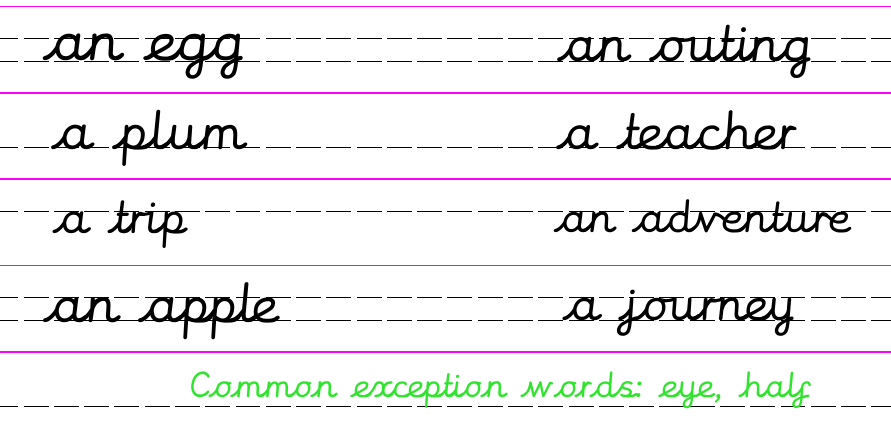 an egg an outing
a plum a teacher
a trip an adventure
an apple a journey
Common exception words: eye, half